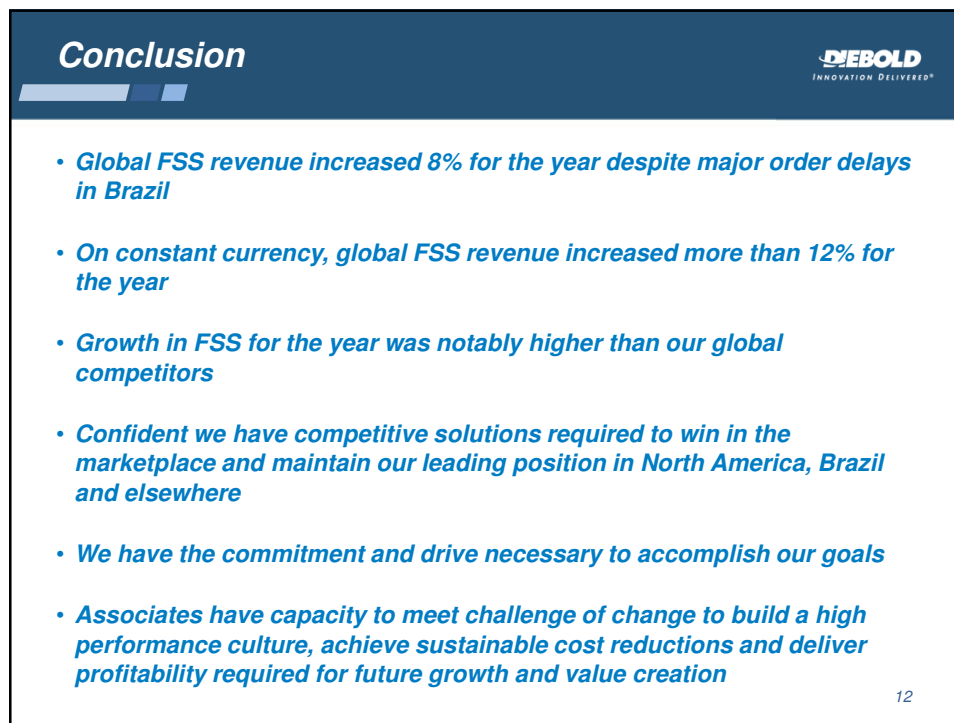 Conclusion
DIEBOLD
INNOVATION DELIVERED®
• Global FSS revenue increased 8% for the year despite major order delays
in Brazil
• On constant currency, global FSS revenue increased more than 12% for
the year
• Growth in FSS for the year was notably higher than our global
competitors
• Confident we have competitive solutions required to win in the
marketplace and maintain our leading position in North America, Brazil
and elsewhere
• We have the commitment and drive necessary to accomplish our goals
• Associates have capacity to meet challenge of change to build a high
performance culture, achieve sustainable cost reductions and deliver
profitability required for future growth and value creation
12